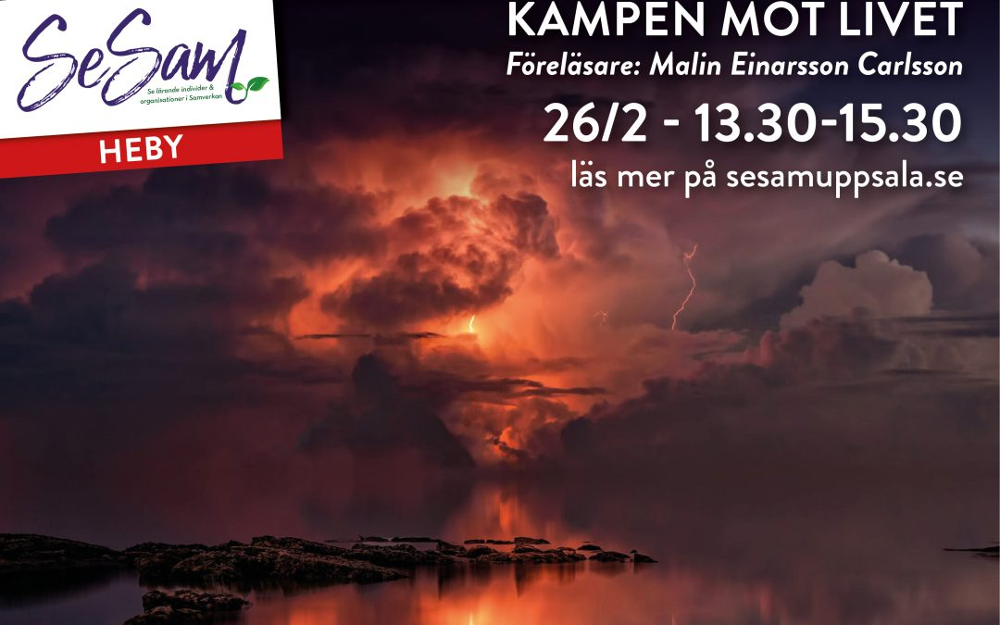 SeSam
Se lärande individer &
organisationer i Samverkan
HEBY
KAMPEN MOT LIVET
Föreläsare: Malin Einarsson Carlsson
26/2 - 13.30-15.30
läs mer på sesamuppsala.se